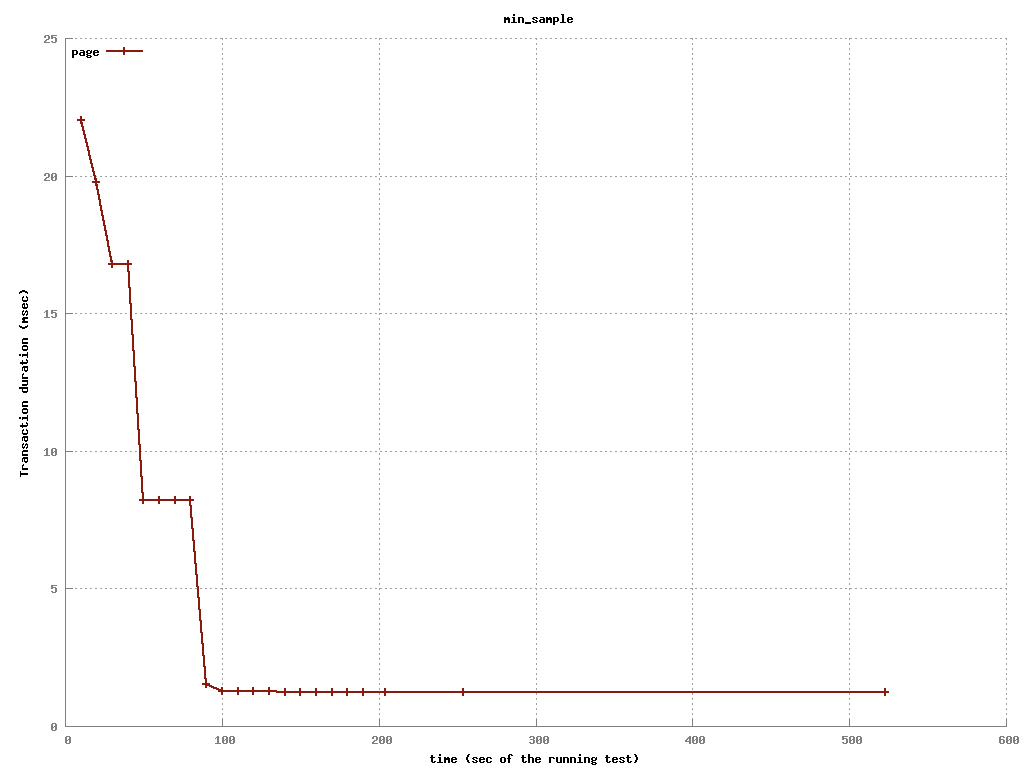 min_sample
25
page
20
15
10
5
0
Transaction duration (msec)
0 100 200 300 400 500 600
time (sec of the running test)